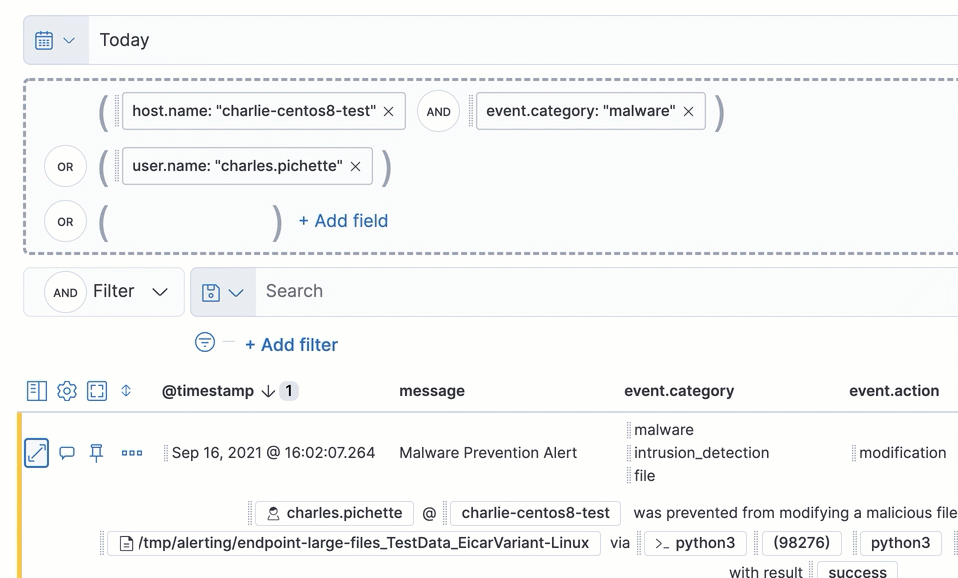 Today
( host.name: "charlie-centos8-test" × AND event.category: "malware" × )
OR ( user.name: "charles.pichette" × )
OR ( ) + Add field
AND Filter Search
+ Add filter
@timestamp ↓ 1 message event.category event.action
malware
Sep 16, 2021 @ 16:02:07.264 Malware Prevention Alert intrusion_detection modification
file
charles.pichette @ charlie-centos8-test was prevented from modifying a malicious file
/tmp/alerting/endpoint-large-files_TestData_EicarVariant-Linux via >_ python3 (98276) python3
with result success